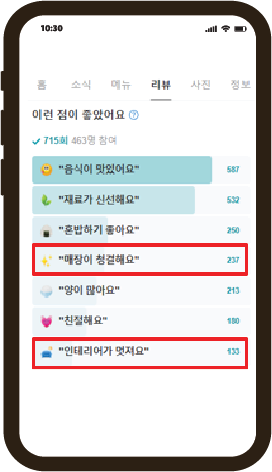 10:30
홈 소식 메뉴 리뷰 사진 정보
이런 점이 좋았어요 ?
715회 463명 참여
"음식이 맛있어요" 587
"재료가 신선해요" 532
"혼밥하기 좋아요" 250
"매장이 청결해요" 237
"양이 많아요" 213
"친절해요" 180
"인테리어가 멋져요" 133